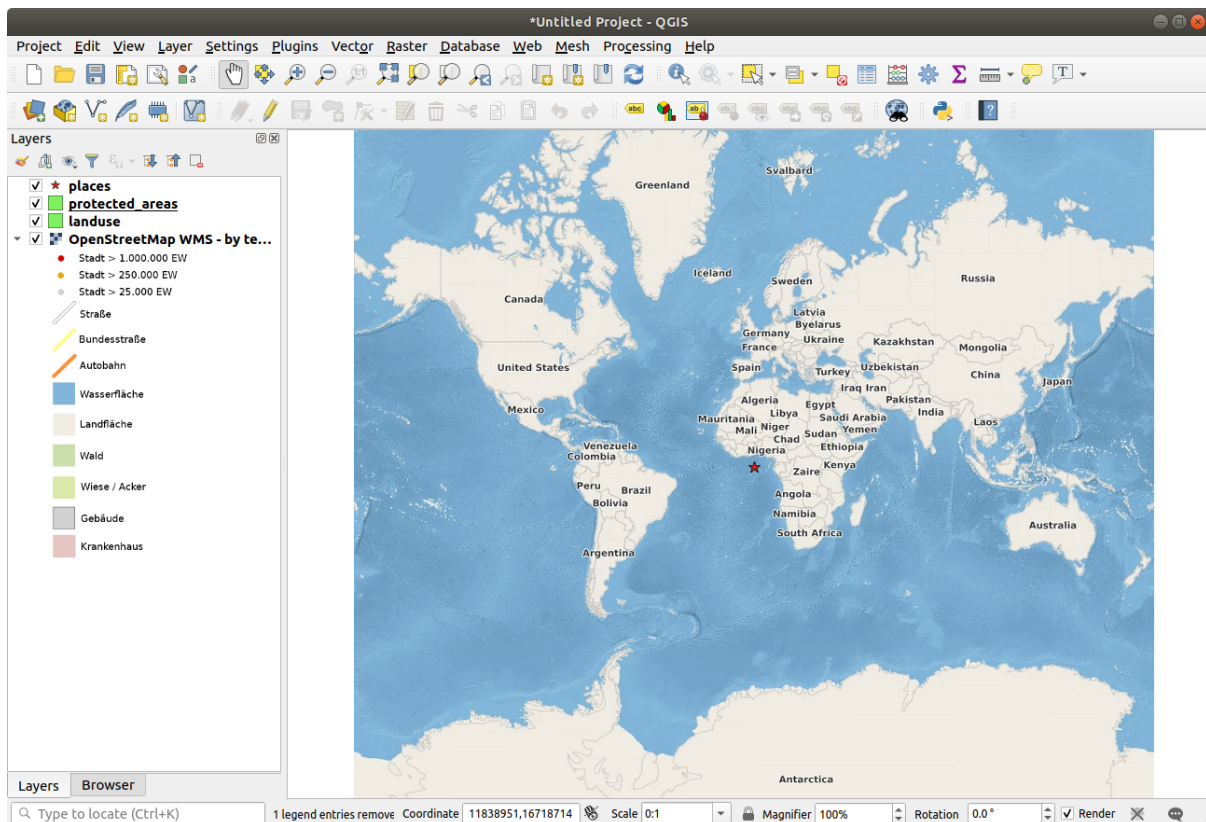 *Untitled Project - QGIS
Project Edit View Layer Settings Plugins Vector Raster Database Web Mesh Processing Help
Layers
places
protected_areas
landuse
OpenStreetMap WMS - by te...
Stadt > 1.000.000 EW
Stadt > 250.000 EW
Stadt > 25.000 EW
Straße
Bundesstraße
Autobahn
Wasserfläche
Landfläche
Wald
Wiese / Acker
Gebäude
Krankenhaus
Layers Browser
Greenland
Svalbard
Iceland
Sweden
Russia
Canada
Latvia
Byelarus
Germany
Ukraine
France
Kazakhstan
Mongolia
United States
Spain
Turkey
Uzbekistan
China
Japan
Iraq Iran
Mexico
Algeria
Libya
Egypt
Pakistan
India
Mauritania
Saudi Arabia
Mali
Niger
Chad
Sudan
Yemen
Laos
Venezuela
Nigeria
Ethiopia
Colombia
Zaire
Kenya
Peru
Brazil
Bolivia
Angola
Namibia
South Africa
Australia
Argentina
Antarctica
Type to locate (Ctrl+K) 1 legend entries remove Coordinate 11838951,16718714 Scale 0:1 Magnifier 100% Rotation 0.0 ° Render